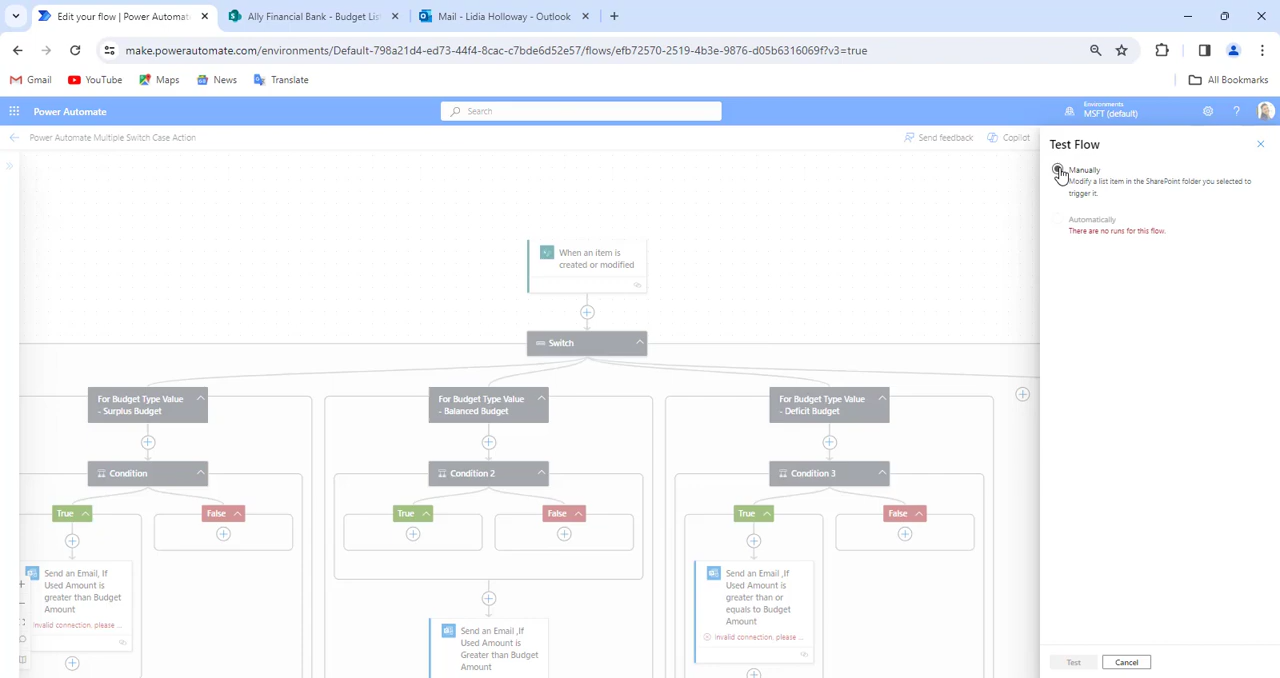 Edit your flow | Power Automate
Ally Financial Bank - Budget List
Mail - Lidia Holloway - Outlook
make.powerautomate.com/environments/Default-798a21d4-ed73-44f4-8cac-c7bde6d52e57/flows/efb72570-2519-4b3e-9876-d05b6316069f?v3=true
Gmail
YouTube
Maps
News
Translate
All Bookmarks
Power Automate
Search
Environments
MSFT (default)
Power Automate Multiple Switch Case Action
Send feedback
Copilot
Test Flow
Manually
Modify a list item in the SharePoint folder you selected to
trigger it.
Automatically
There are no runs for this flow.
When an item is
created or modified
Switch
For Budget Type Value
- Surplus Budget
For Budget Type Value
- Balanced Budget
For Budget Type Value
- Deficit Budget
Condition
Condition 2
Condition 3
True
False
True
False
True
False
Send an Email, If
Used Amount is
greater than Budget
Amount
Invalid connection, please ...
Send an Email ,If
Used Amount is
Greater than Budget
Amount
Send an Email ,If
Used Amount is
greater than or
equals to Budget
Amount
Invalid connection, please ...
Test
Cancel